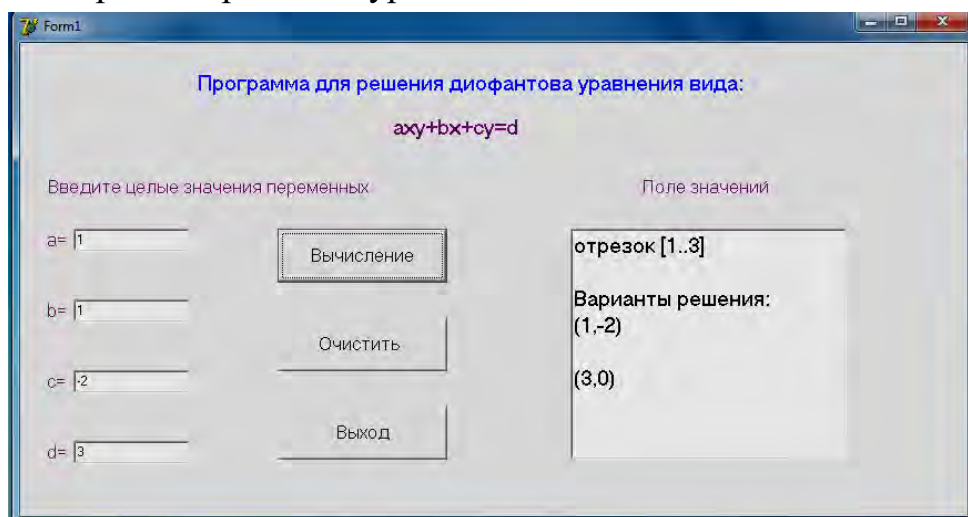 Form1
Программа для решения диофантова уравнения вида:
axy+bx+cy=d
Введите целые значения переменных
Поле значений
a= 1
b= 1
c= -2
d= 3
Вычисление
Очистить
Выход
отрезок [1..3]
Варианты решения:
(1,-2)
(3,0)